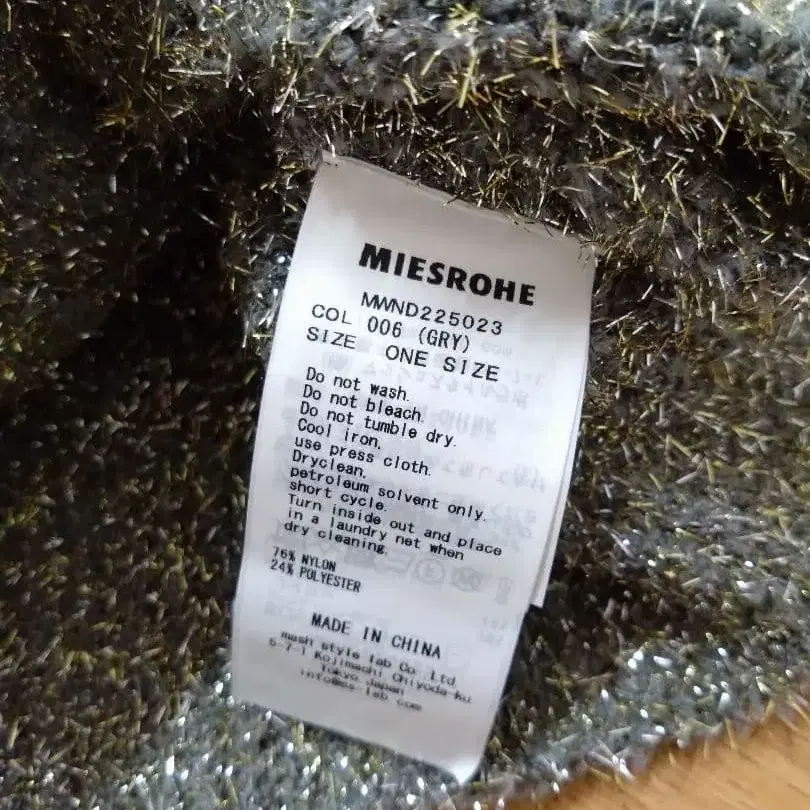 MIESROHE
MWND225023
COL 006 (GRY)
SIZE ONE SIZE
Do not wash.
Do not bleach.
Do not tumble dry.
Cool iron.
use press cloth.
Dryclean.
petroleum solvent only.
short cycle.
Turn inside out and place
in a laundry net when
dry cleaning.
76% NYLON
24% POLYESTER
MADE IN CHINA
mash style lab Co.,Ltd.
5-7-1 Kojimachi Chiyoda-Ku
Tokyo Japan